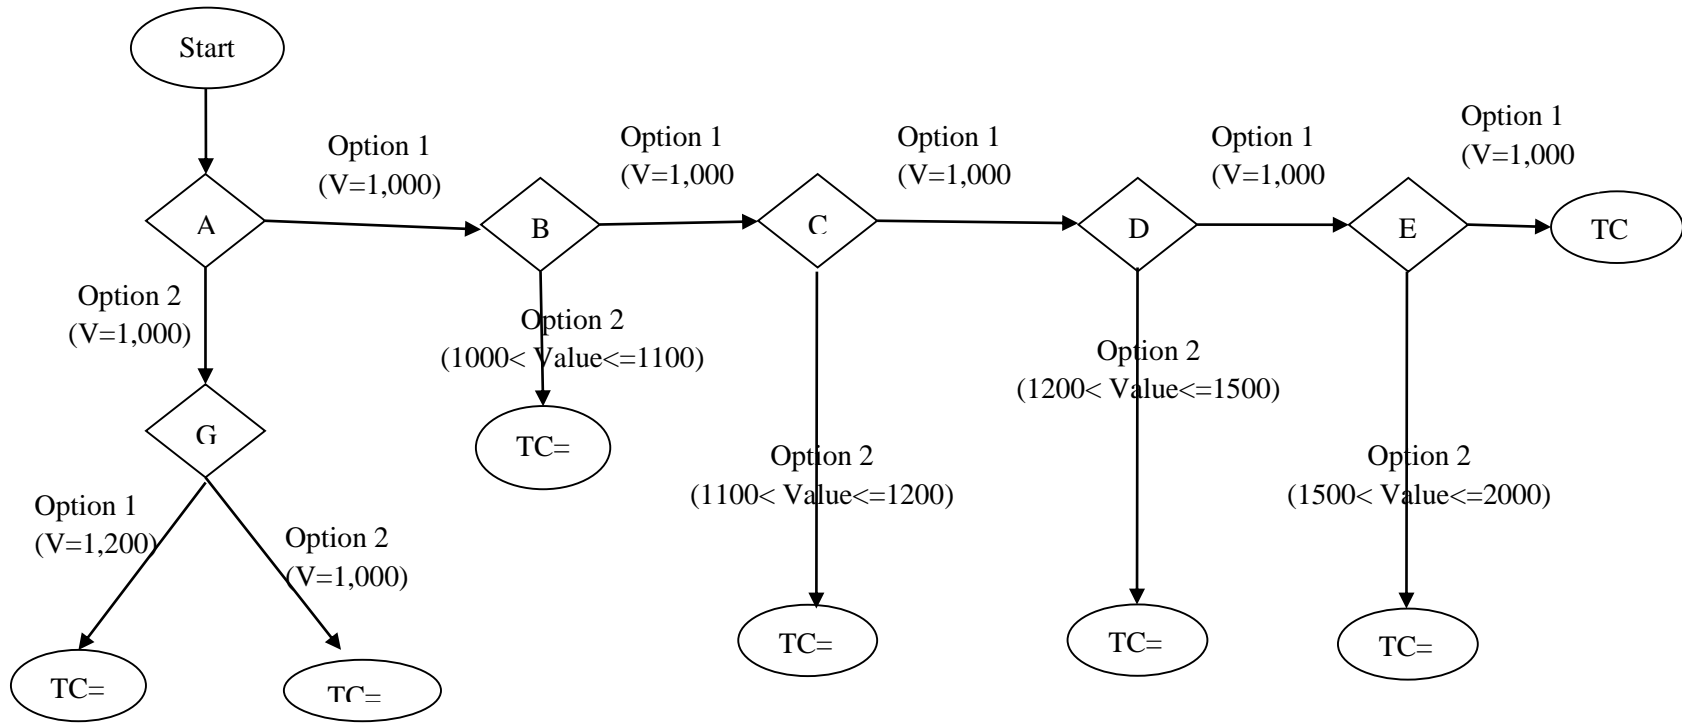 Start
Option 1
(V=1,000)
Option 1
(V=1,000
Option 1
(V=1,000
Option 1
(V=1,000
Option 1
(V=1,000
A
B
C
D
E
TC
Option 2
(V=1,000)
Option 2
(1000< Value<=1100)
Option 2
(1200< Value<=1500)
G
TC=
Option 2
(1100< Value<=1200)
Option 2
(1500< Value<=2000)
Option 1
(V=1,200)
Option 2
(V=1,000)
TC=
TC=
TC=
TC=
TC=